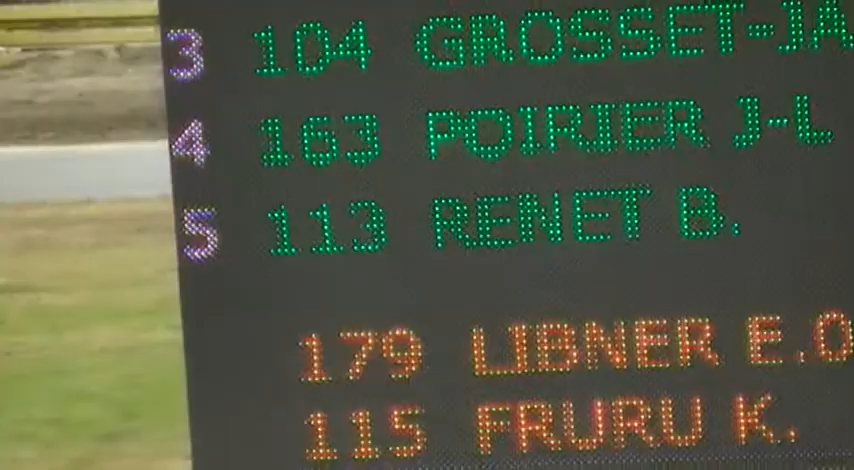 3 104 GROSSET-JA
4 163 POIRIER J-L
5 113 RENET B.
179 LIBNER E.O
115 FRURU K.